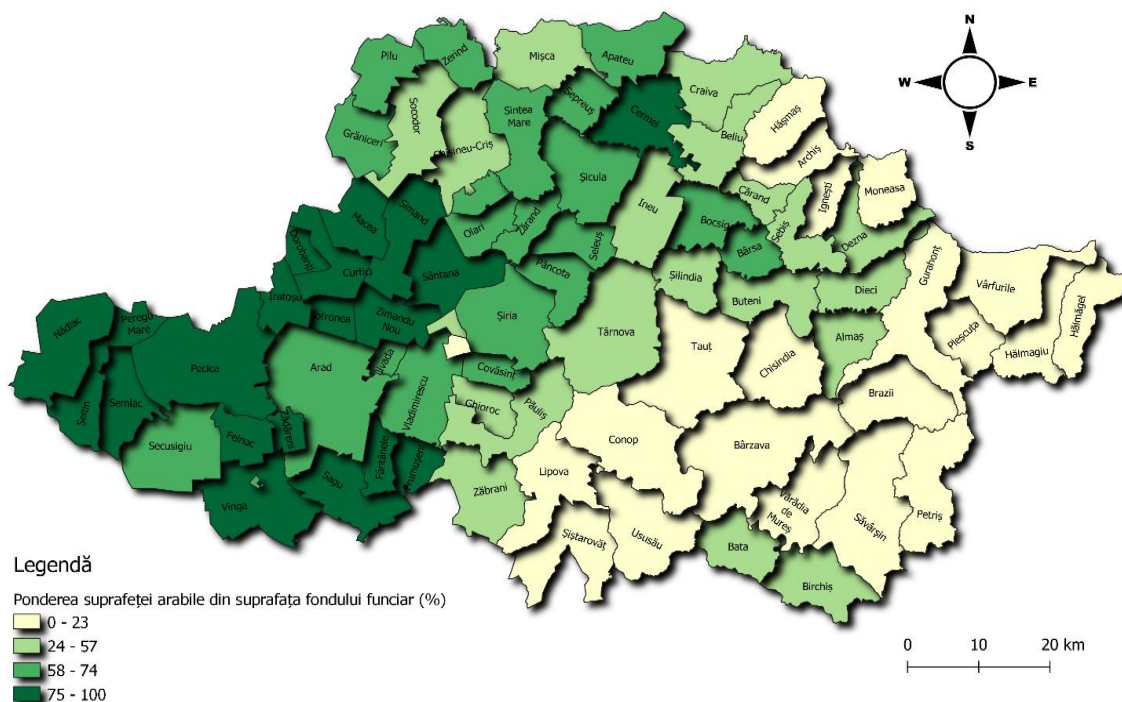 N
W
E
S
Pilu
Zerind
Mișca
Apateu
Craiva
Socodor
Șintea
Mare
Sepreuș
Cermei
Hășmaș
Grăniceri
Chișineu-Criș
Beliu
Archiș
Șicula
Ignești
Moneasa
Macea
Șimand
Olari
Zărand
Ineu
Cărand
Bocsig
Sebiș
Dezna
Dorobanți
Seleuș
Bârsa
Gurahonț
Curtici
Sântana
Pâncota
Șilindia
Buteni
Dieci
Vârfurile
Hălmăgel
Nădlac
Peregu
Mare
Iratoșu
Șofronea
Zimandu
Nou
Șiria
Târnova
Tauț
Chisindia
Almaș
Pleșcuța
Hălmagiu
Pecica
Livada
Arad
Covăsinț
Brazii
Șeitin
Semlac
Vladimirescu
Ghioroc
Păuliș
Secusigiu
Felnac
Zădăreni
Conop
Bârzava
Fântânele
Frumușeni
Lipova
Vinga
Șagu
Zăbrani
Vărădia
de
Mureș
Săvârșin
Petriș
Șiștarovăț
Ususău
Bata
Birchiș
Legendă
Ponderea suprafeței arabile din suprafața fondului funciar (%)
0 - 23
24 - 57
58 - 74
75 - 100
0 10 20 km